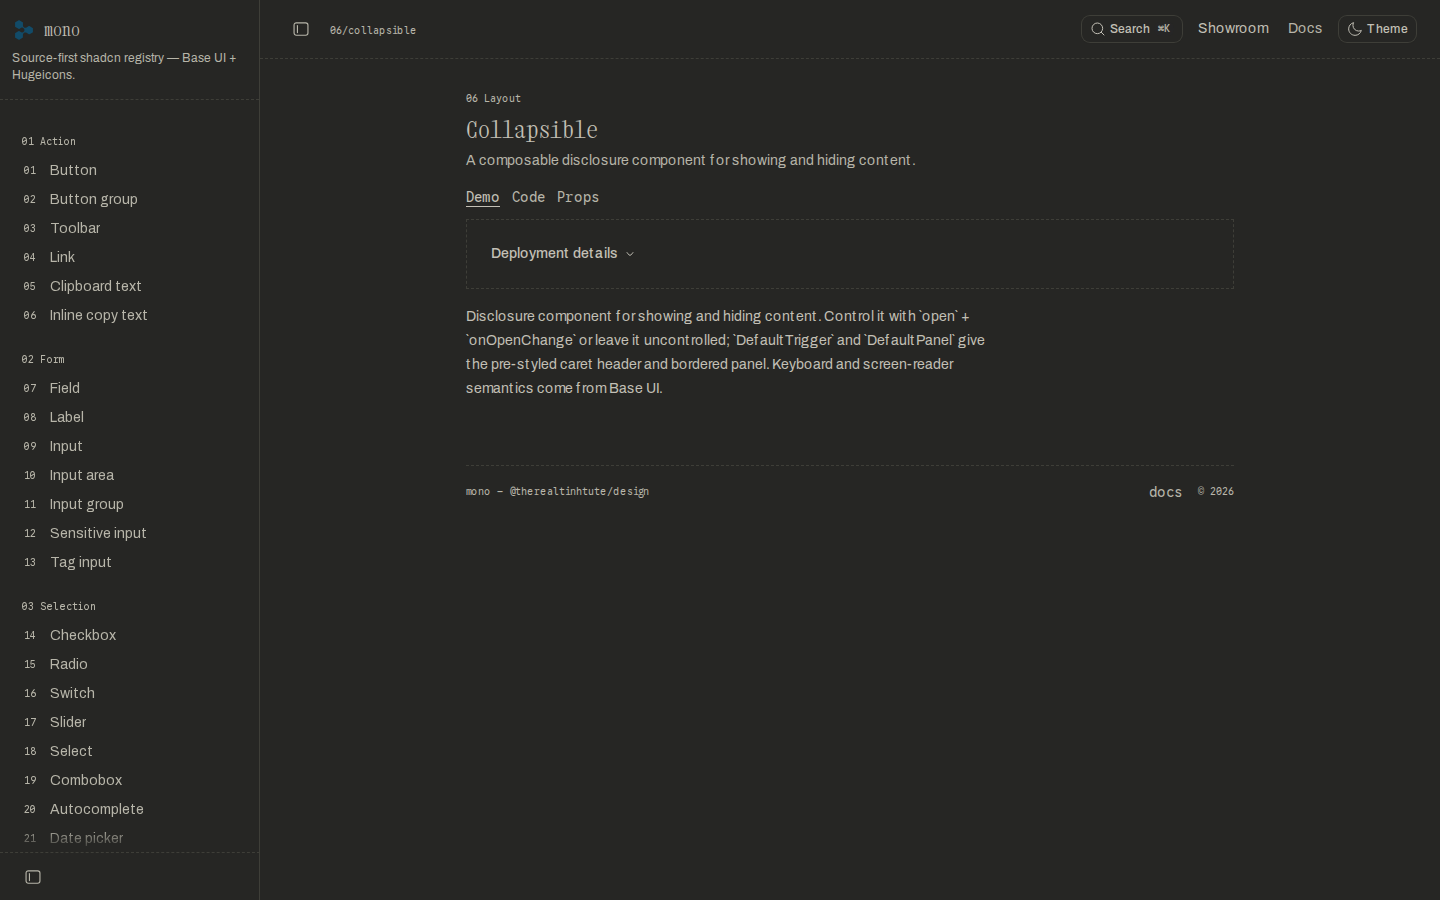 mono
Source-first shadcn registry — Base UI +
Hugeicons.
01 Action
01 Button
02 Button group
03 Toolbar
04 Link
05 Clipboard text
06 Inline copy text
02 Form
07 Field
08 Label
09 Input
10 Input area
11 Input group
12 Sensitive input
13 Tag input
03 Selection
14 Checkbox
15 Radio
16 Switch
17 Slider
18 Select
19 Combobox
20 Autocomplete
21 Date picker
06/collapsible
Search ⌘K
Showroom
Docs
Theme
06 Layout
Collapsible
A composable disclosure component for showing and hiding content.
Demo Code Props
Deployment details
Disclosure component for showing and hiding content. Control it with `open` +
`onOpenChange` or leave it uncontrolled; `DefaultTrigger` and `DefaultPanel` give
the pre-styled caret header and bordered panel. Keyboard and screen-reader
semantics come from Base UI.
mono — @therealtinhtute/design
docs © 2026